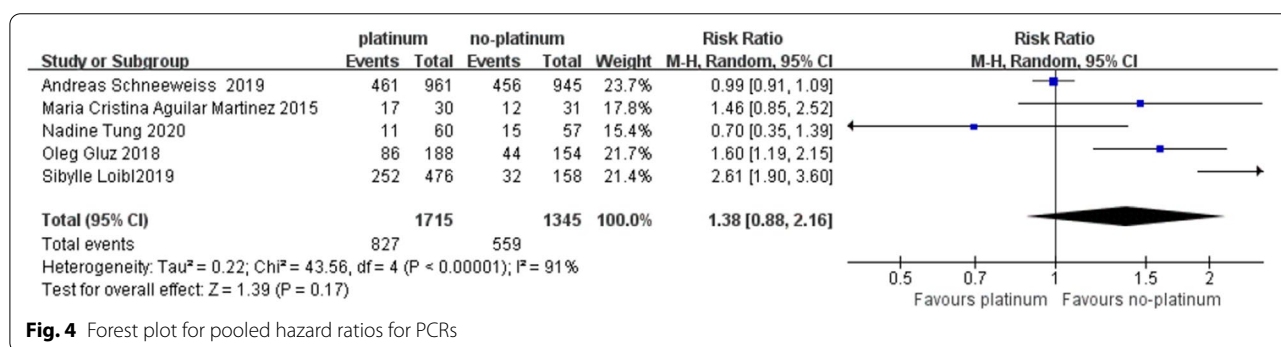 platinum no-platinum Risk Ratio Risk Ratio
Study or Subgroup Events Total Events Total Weight M-H, Random, 95% CI M-H, Random, 95% CI
Andreas Schneeweiss 2019 461 961 456 945 23.7% 0.99 [0.91, 1.09]
Maria Cristina Aguilar Martinez 2015 17 30 12 31 17.8% 1.46 [0.85, 2.52]
Nadine Tung 2020 11 60 15 57 15.4% 0.70 [0.35, 1.39]
Oleg Gluz 2018 86 188 44 154 21.7% 1.60 [1.19, 2.15]
Sibylle Loibl2019 252 476 32 158 21.4% 2.61 [1.90, 3.60]
Total (95% CI) 1715 1345 100.0% 1.38 [0.88, 2.16]
Total events 827 559
Heterogeneity: Tau² = 0.22; Chi² = 43.56, df = 4 (P < 0.00001); I² = 91%
Test for overall effect: Z = 1.39 (P = 0.17)
0.5 0.7 1 1.5 2
Favours platinum Favours no-platinum
Fig. 4 Forest plot for pooled hazard ratios for PCRs